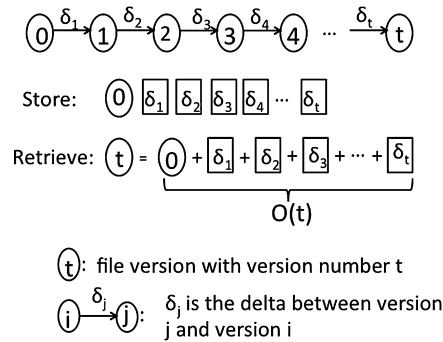 δ₁ δ₂ δ₃ δ₄ δₜ
0 1 2 3 4 ··· t
Store: 0 δ₁ δ₂ δ₃ δ₄ ··· δₜ
Retrieve: t = 0 + δ₁ + δ₂ + δ₃ + ··· + δₜ
O(t)
t : file version with version number t
δⱼ
i j : δⱼ is the delta between version
j and version i